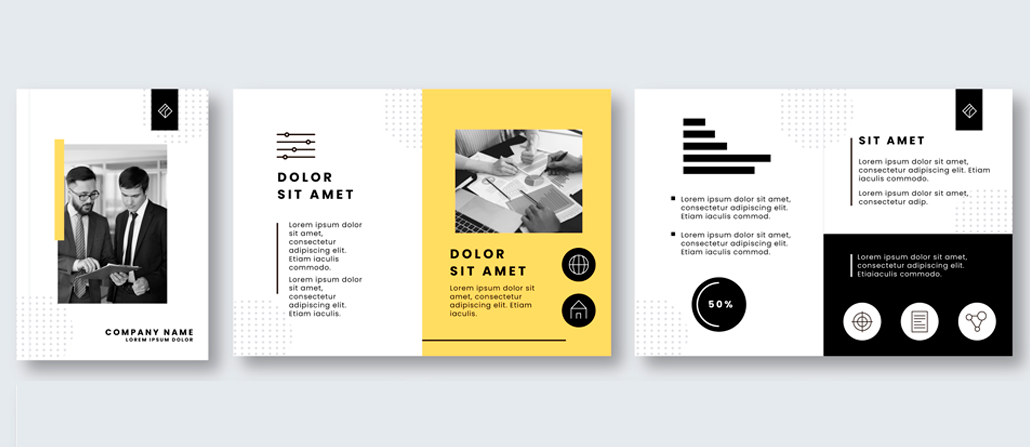 COMPANY NAME
LOREM IPSUM DOLOR
DOLOR
SIT AMET
Lorem ipsum dolor
sit amet,
consectetur
adipiscing elit.
Etiam iaculis
commodo.
Lorem ipsum dolor
sit amet,
consectetur
adipiscing elit.
Etiam iaculis.
DOLOR
SIT AMET
Lorem ipsum dolor sit
amet, consectetur
adipiscing elit. Etiam
iaculis.
Lorem ipsum dolor sit amet,
consectetur adipiscing elit.
Etiam iaculis commod.
Lorem ipsum dolor sit amet,
consectetur adipiscing elit.
Etiam iaculis commod.
50%
SIT AMET
Lorem ipsum dolor sit amet,
consectetur adipiscing elit. Etiam
iaculis commodo.
Lorem ipsum dolor sit amet,
consectetur adip.
Lorem ipsum dolor sit amet,
consectetur adipiscing elit.
Etiaiaculis commodo.